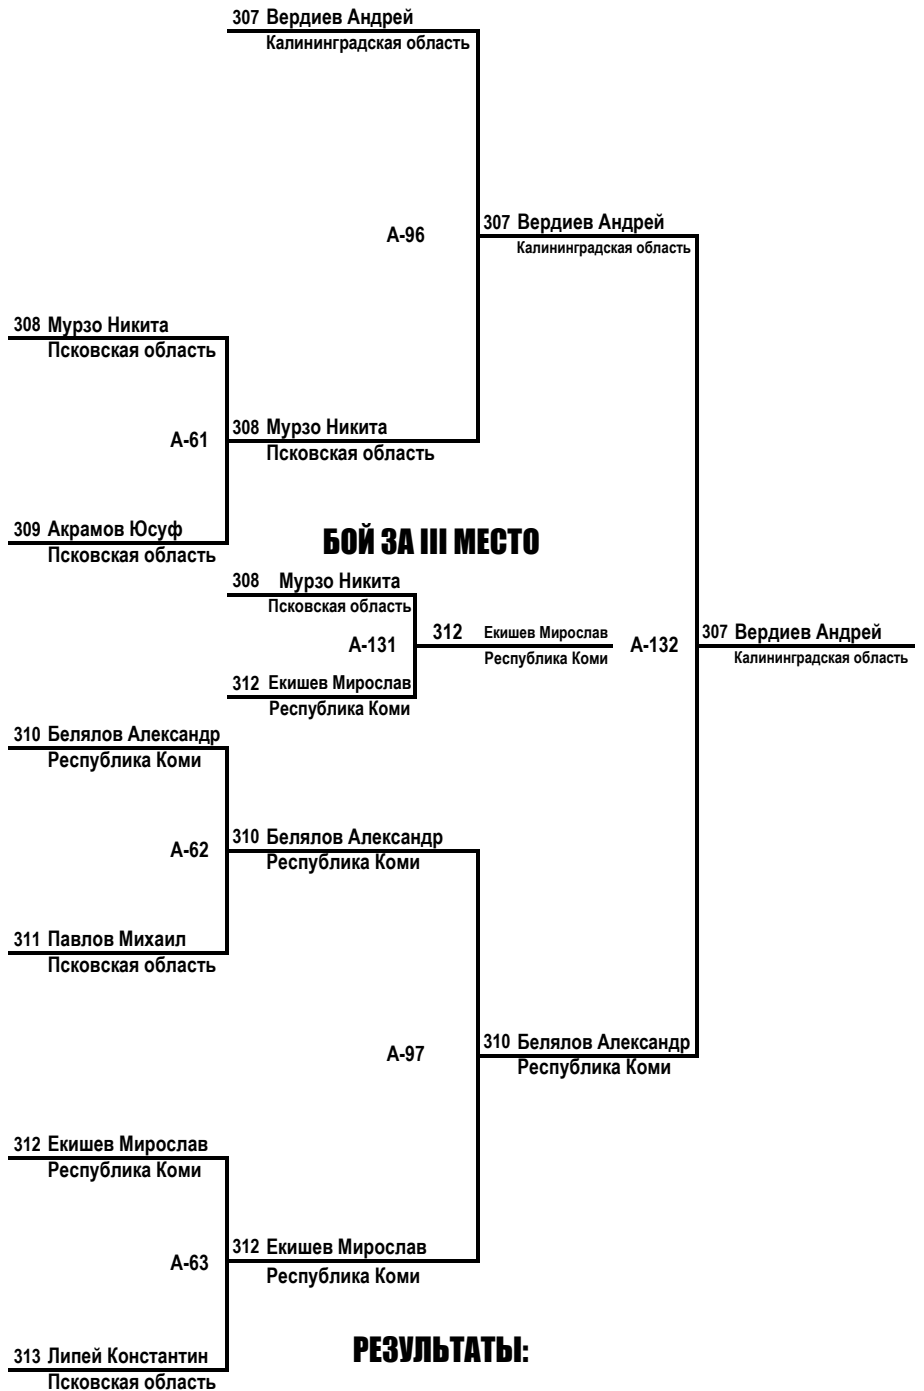 307 Вердиев Андрей
Калининградская область
А-96
307 Вердиев Андрей
Калининградская область
308 Мурзо Никита
Псковская область
А-61
308 Мурзо Никита
Псковская область
309 Акрамов Юсуф
Псковская область
БОЙ ЗА III МЕСТО
308 Мурзо Никита
Псковская область
А-131
312 Екишев Мирослав
Республика Коми
А-132
307 Вердиев Андрей
Калининградская область
312 Екишев Мирослав
Республика Коми
310 Белялов Александр
Республика Коми
А-62
310 Белялов Александр
Республика Коми
311 Павлов Михаил
Псковская область
А-97
310 Белялов Александр
Республика Коми
312 Екишев Мирослав
Республика Коми
А-63
312 Екишев Мирослав
Республика Коми
313 Липей Константин
Псковская область
РЕЗУЛЬТАТЫ: